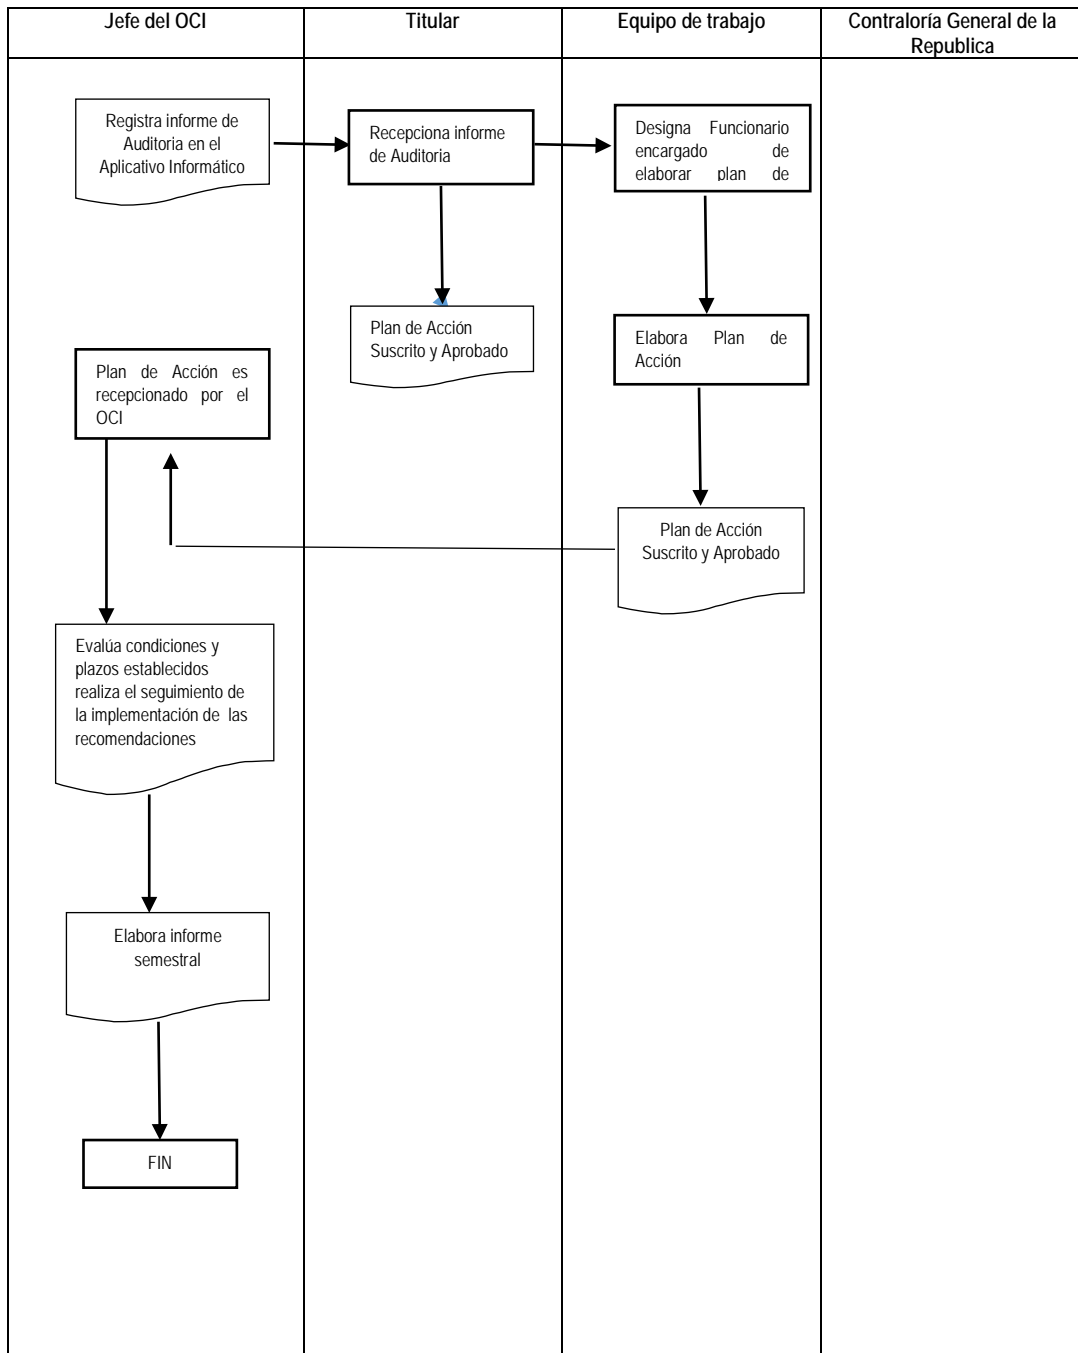 Jefe del OCI
Titular
Equipo de trabajo
Contraloría General de la
Republica
Registra informe de
Auditoria en el
Aplicativo Informático
Recepciona informe
de Auditoria
Designa Funcionario
encargado de
elaborar plan de
Plan de Acción
Suscrito y Aprobado
Elabora Plan de
Acción
Plan de Acción es
recepcionado por el
OCI
Plan de Acción
Suscrito y Aprobado
Evalúa condiciones y
plazos establecidos
realiza el seguimiento de
la implementación de las
recomendaciones
Elabora informe
semestral
FIN